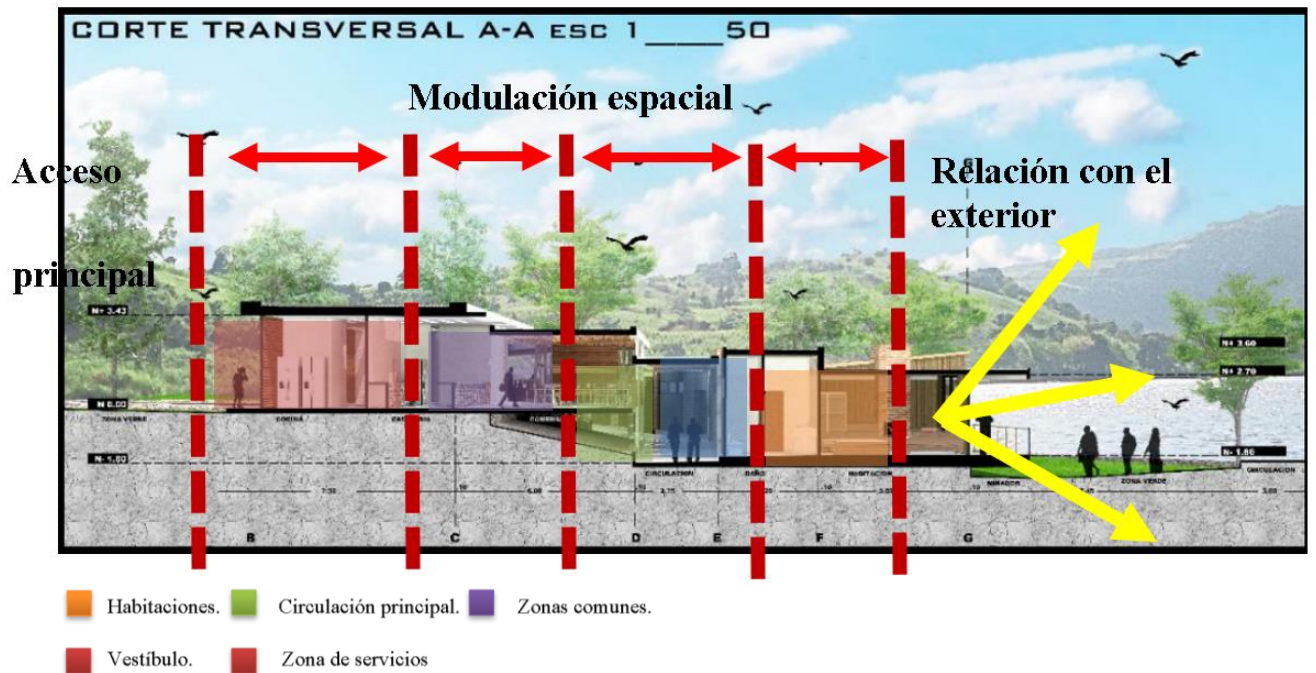 CORTE TRANSVERSAL A-A ESC 1____50
Modulación espacial
Acceso
principal
Relación con el
exterior
N+ 3.43
N+ 3.60
N+ 2.70
N 0.00
ZONA VERDE
COCINA
N- 1.80
CIRCULACION
BAÑO
HABITACION
MIRADOR
ZONA VERDE
N- 1.80
CIRCULACION
B
C
D
E
F
G
Habitaciones.
Circulación principal.
Zonas comunes.
Vestíbulo.
Zona de servicios